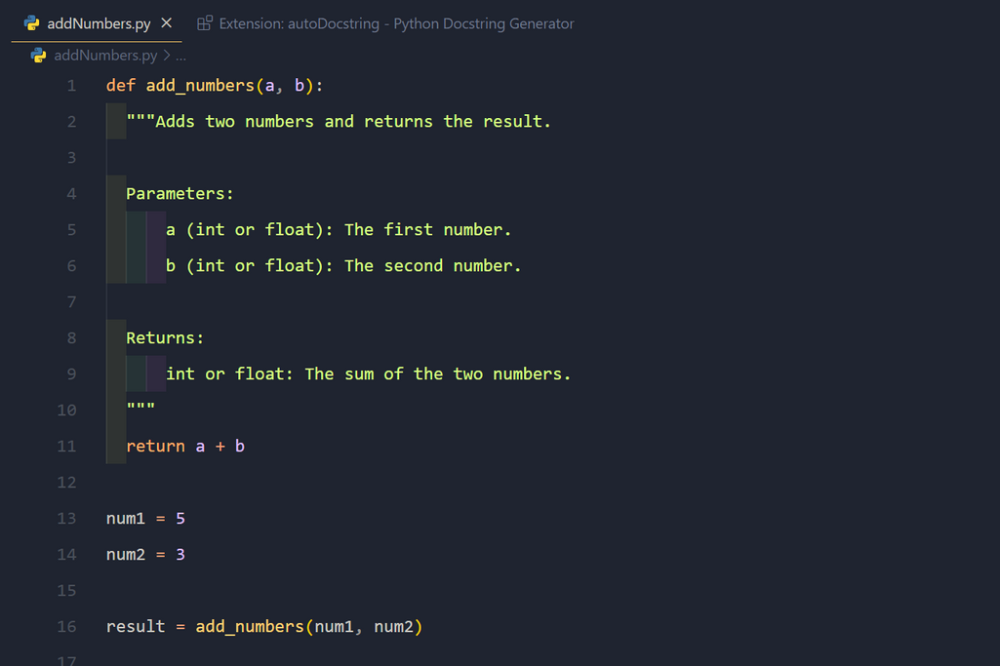 addNumbers.py
Extension: autoDocstring - Python Docstring Generator
addNumbers.py > ...
1 def add_numbers(a, b):
2 """Adds two numbers and returns the result.
3
4 Parameters:
5 a (int or float): The first number.
6 b (int or float): The second number.
7
8 Returns:
9 int or float: The sum of the two numbers.
10 """
11 return a + b
12
13 num1 = 5
14 num2 = 3
15
16 result = add_numbers(num1, num2)
17